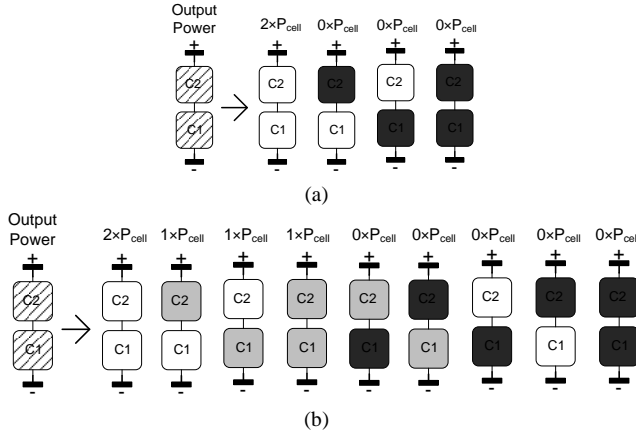 Output
Power
2×Pcell 0×Pcell 0×Pcell 0×Pcell
+ + + + +
C2 C2 C2 C2 C2
C1 C1 C1 C1 C1
- - - - -
(a)
Output
Power
2×Pcell 1×Pcell 1×Pcell 1×Pcell 0×Pcell 0×Pcell 0×Pcell 0×Pcell 0×Pcell
+ + + + + + + + + +
C2 C2 C2 C2 C2 C2 C2 C2 C2 C2
C1 C1 C1 C1 C1 C1 C1 C1 C1 C1
- - - - - - - - - -
(b)